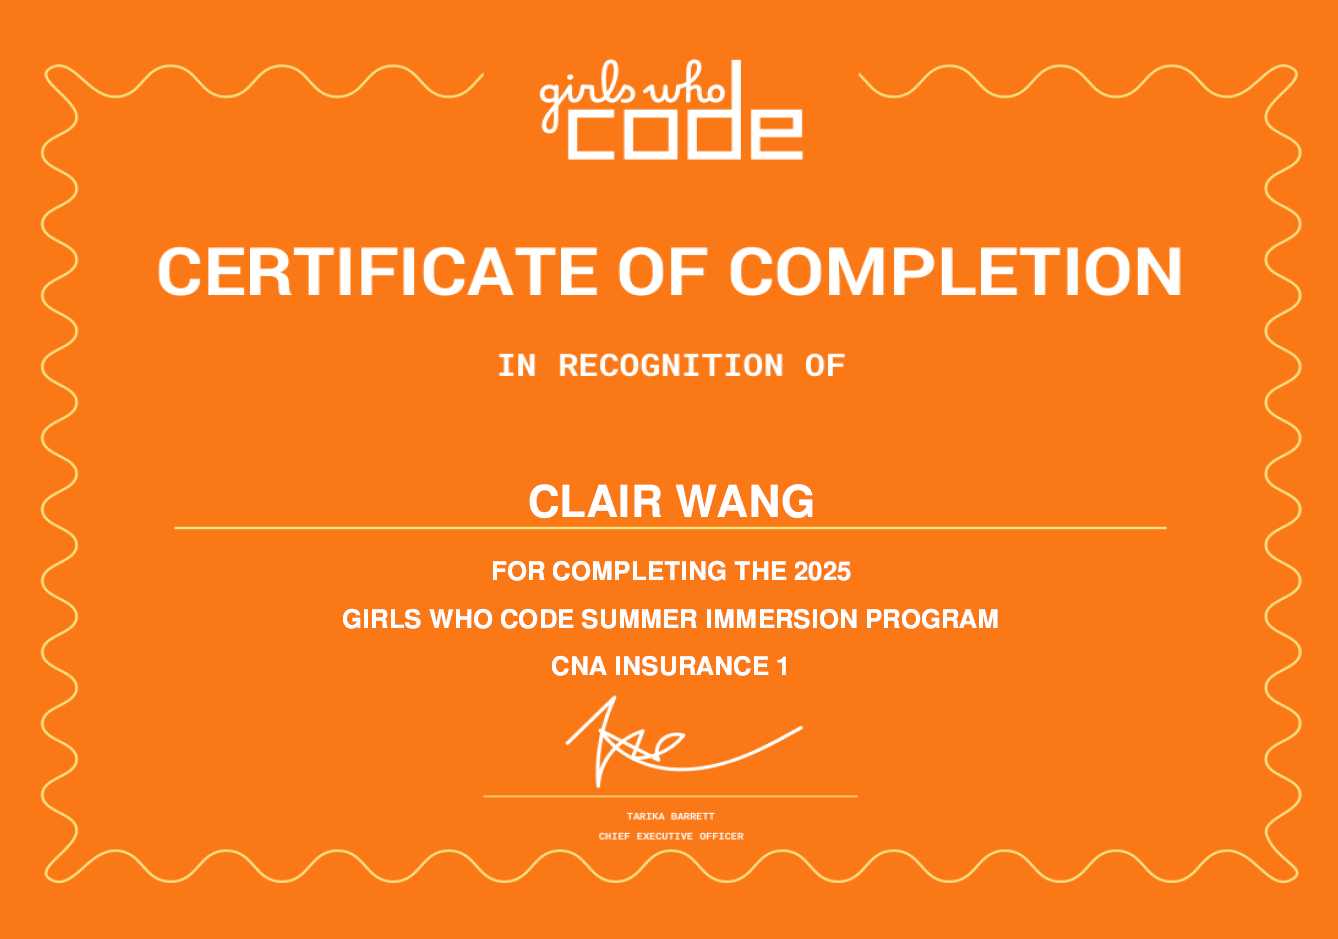 girls who
code
CERTIFICATE OF COMPLETION
IN RECOGNITION OF
CLAIR WANG
FOR COMPLETING THE 2025
GIRLS WHO CODE SUMMER IMMERSION PROGRAM
CNA INSURANCE 1
TARIKA BARRETT
CHIEF EXECUTIVE OFFICER